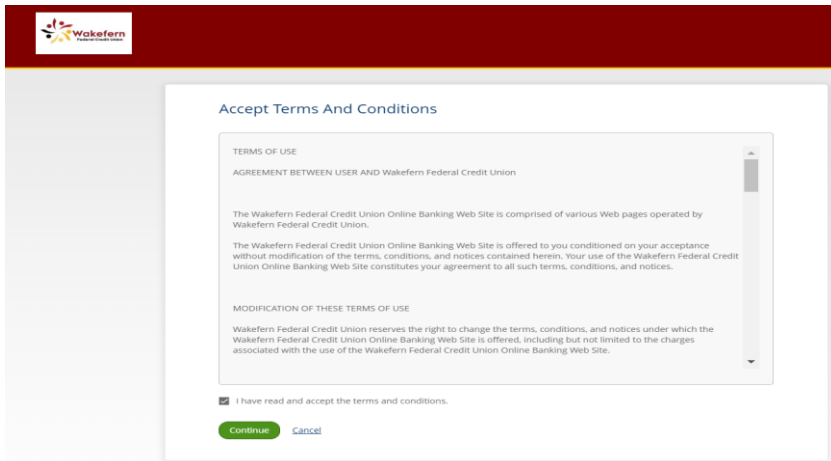 Wakefern
Federal Credit Union
Accept Terms And Conditions
TERMS OF USE
AGREEMENT BETWEEN USER AND Wakefern Federal Credit Union
The Wakefern Federal Credit Union Online Banking Web Site is comprised of various Web pages operated by
Wakefern Federal Credit Union.
The Wakefern Federal Credit Union Online Banking Web Site is offered to you conditioned on your acceptance
without modification of the terms, conditions, and notices contained herein. Your use of the Wakefern Federal Credit
Union Online Banking Web Site constitutes your agreement to all such terms, conditions, and notices.
MODIFICATION OF THESE TERMS OF USE
Wakefern Federal Credit Union reserves the right to change the terms, conditions, and notices under which the
Wakefern Federal Credit Union Online Banking Web Site is offered, including but not limited to the charges
associated with the use of the Wakefern Federal Credit Union Online Banking Web Site.
I have read and accept the terms and conditions.
Continue Cancel